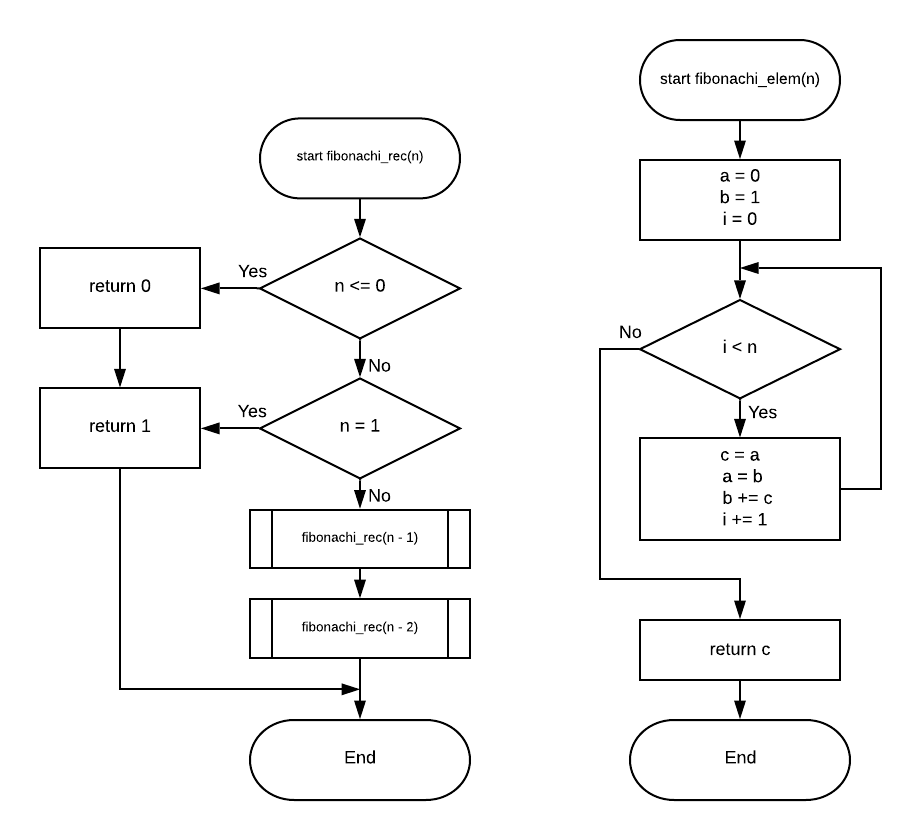 start fibonachi_rec(n)
n <= 0
Yes
return 0
No
n = 1
Yes
return 1
No
fibonachi_rec(n - 1)
fibonachi_rec(n - 2)
End
start fibonachi_elem(n)
a = 0
b = 1
i = 0
i < n
No
Yes
c = a
a = b
b += c
i += 1
return c
End